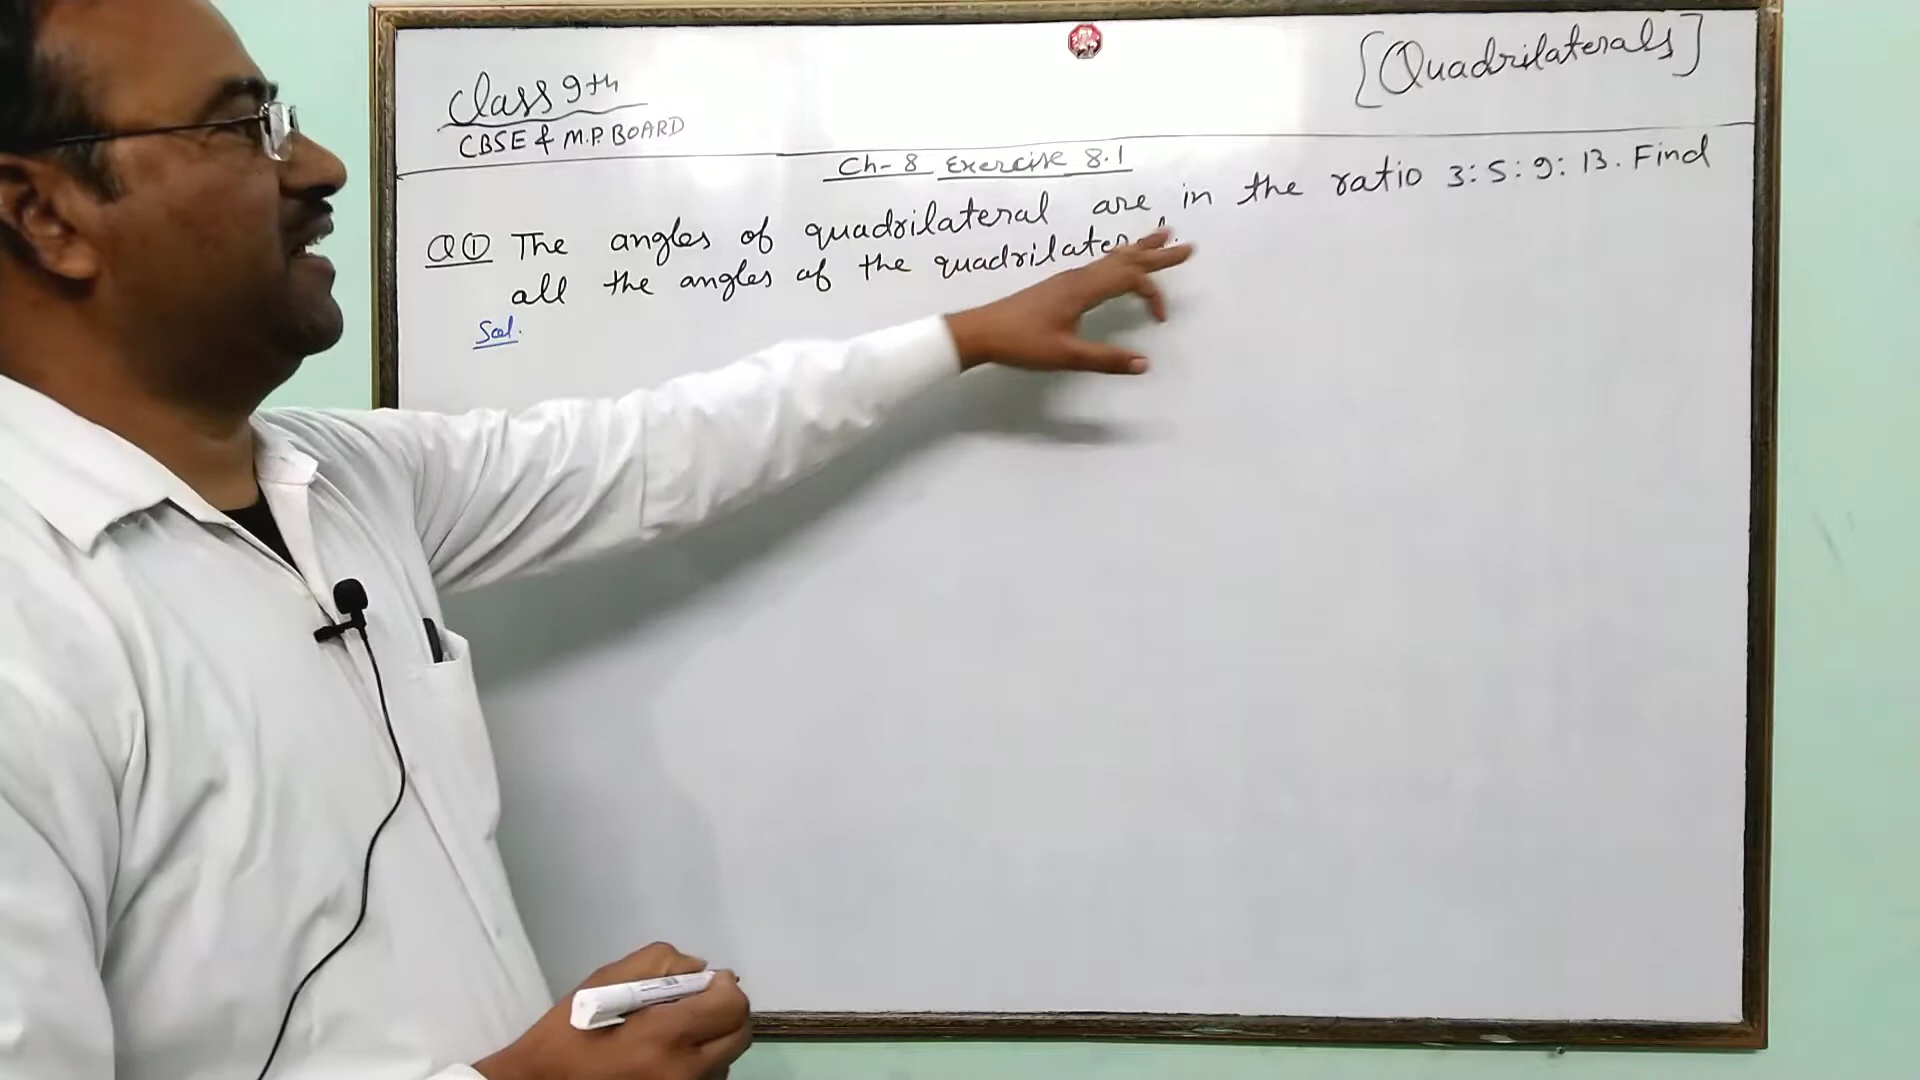 Class 9th
[Quadrilaterals]
CBSE & M.P. BOARD
Ch-8 Exercise 8.1
Q① The angles of quadrilateral are in the ratio 3:5:9:13. Find
all the angles of the quadrilateral.
Sol.